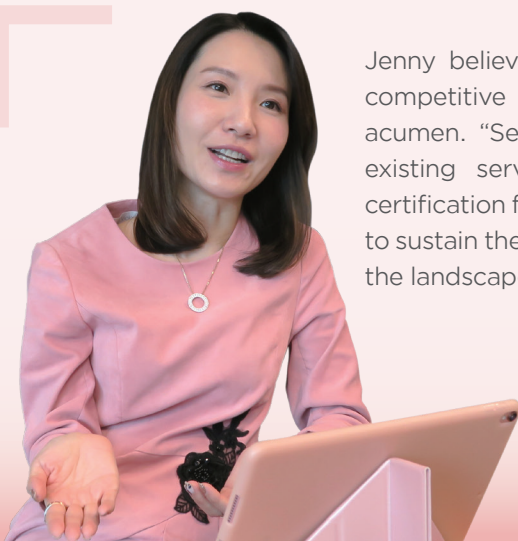 Jenny believ
competitive
acumen. “Se
existing serv
certification f
to sustain the
the landscap